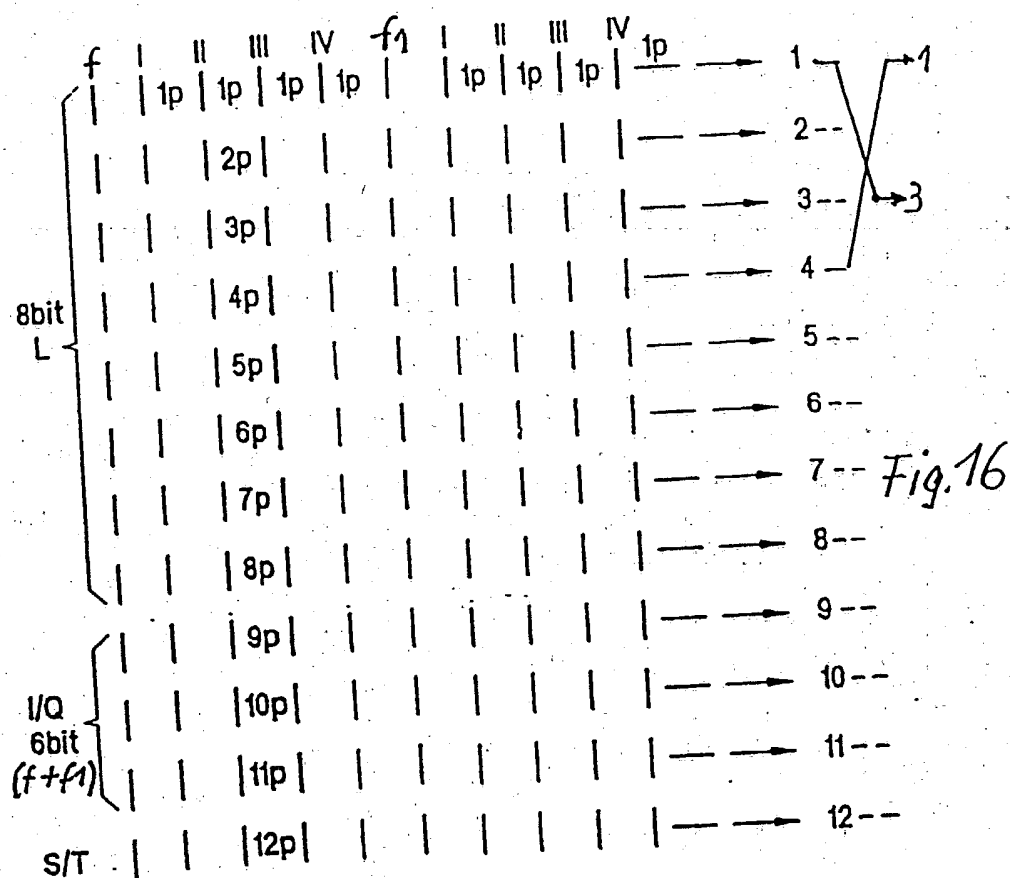 f I II III IV f1 I II III IV
1p 1p 1p 1p 1p 1p 1p 1p 1 1
2p 2--
3p 3-- 3
4p 4
8bit
L
5p 5--
6p 6--
7p 7-- Fig. 16
8p 8--
9p 9--
I/Q
6bit
(f+f1)
10p 10--
11p 11--
S/T 12p 12--